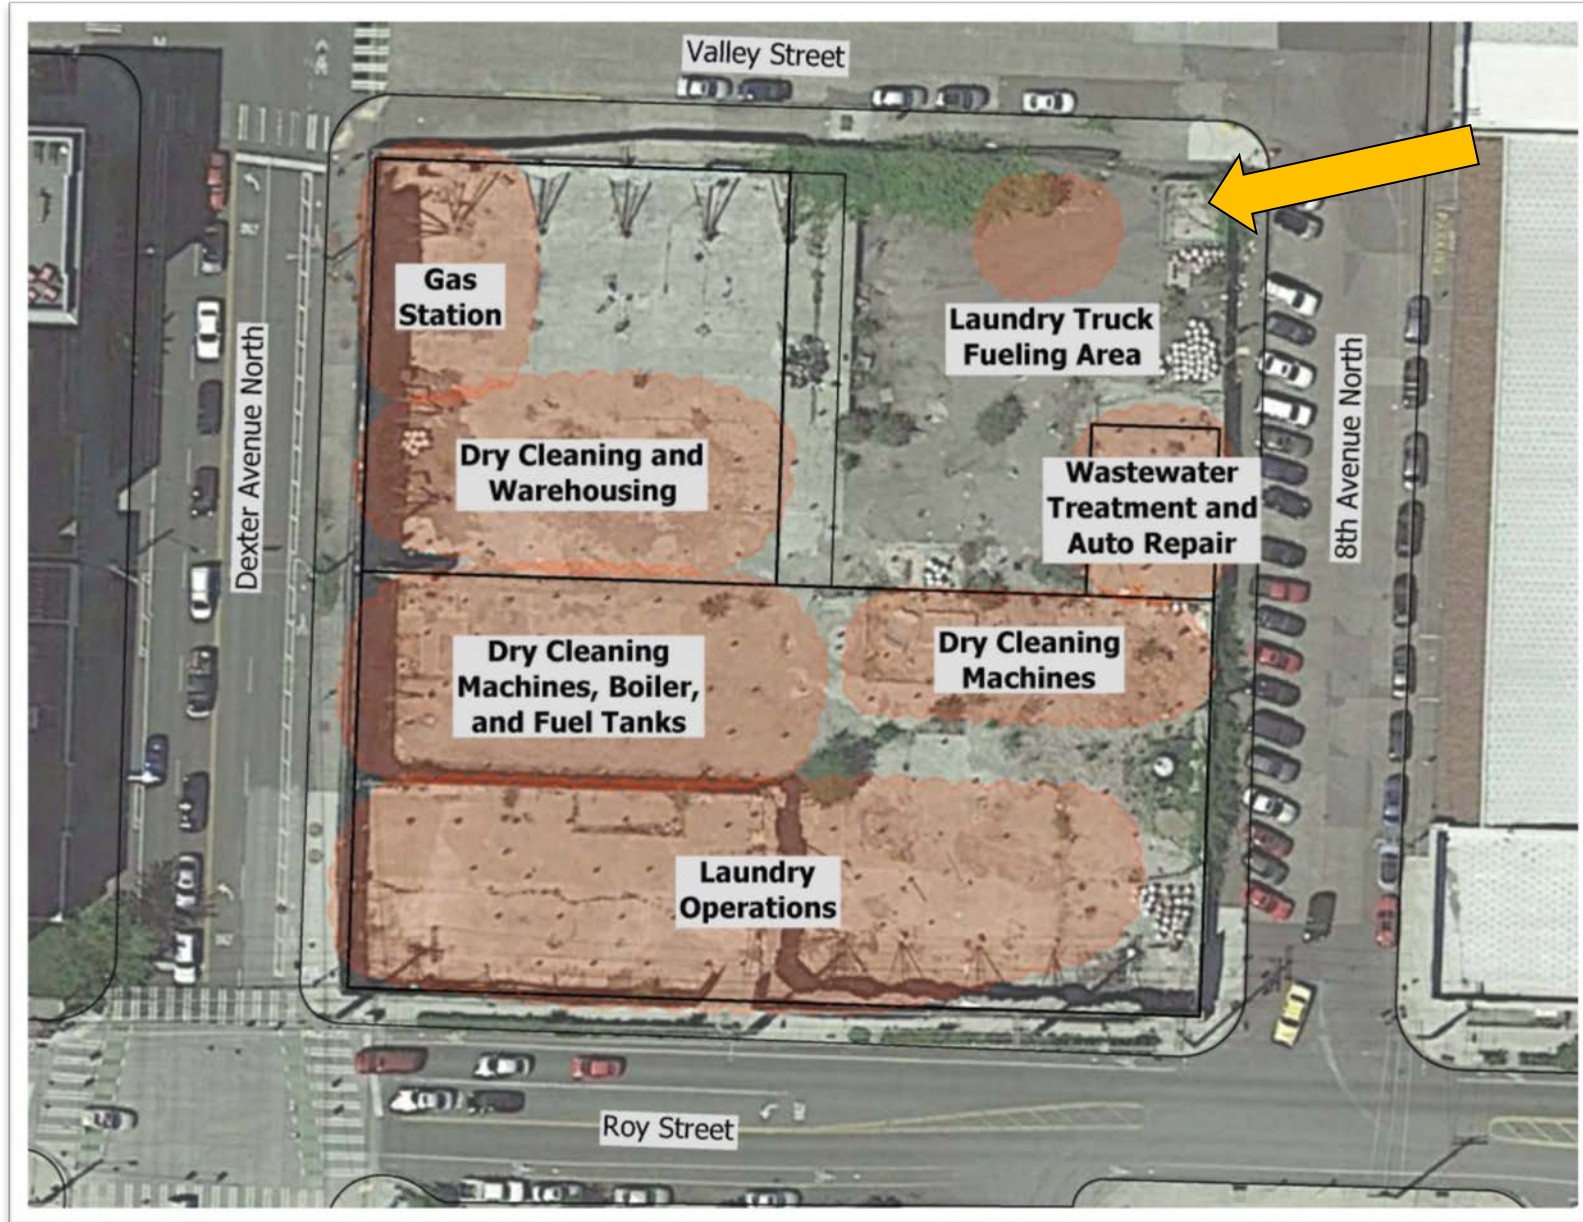 Valley Street
Gas
Station
Laundry Truck
Fueling Area
Dexter Avenue North
8th Avenue North
Dry Cleaning and
Warehousing
Wastewater
Treatment and
Auto Repair
Dry Cleaning
Machines, Boiler,
and Fuel Tanks
Dry Cleaning
Machines
Laundry
Operations
Roy Street